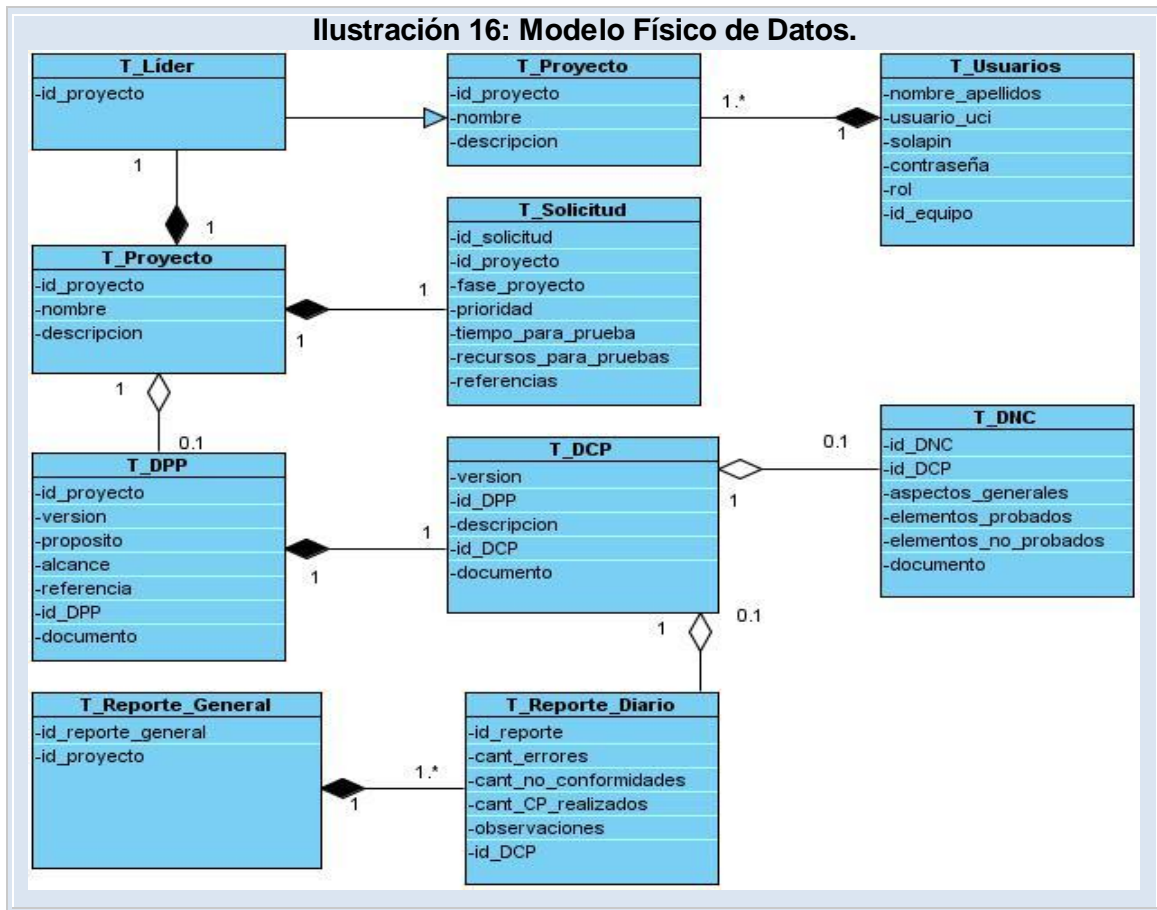 Ilustración 16: Modelo Físico de Datos.
T_Líder
-id_proyecto
T_Proyecto
-id_proyecto
-nombre
-descripcion
1.*
1
T_Usuarios
-nombre_apellidos
-usuario_uci
-solapin
-contraseña
-rol
-id_equipo
1
1
T_Proyecto
-id_proyecto
-nombre
-descripcion
1
1
T_Solicitud
-id_solicitud
-id_proyecto
-fase_proyecto
-prioridad
-tiempo_para_prueba
-recursos_para_pruebas
-referencias
1
0.1
T_DPP
-id_proyecto
-version
-proposito
-alcance
-referencia
-id_DPP
-documento
1
1
T_DCP
-version
-id_DPP
-descripcion
-id_DCP
-documento
0.1
1
T_DNC
-id_DNC
-id_DCP
-aspectos_generales
-elementos_probados
-elementos_no_probados
-documento
1
0.1
T_Reporte_General
-id_reporte_general
-id_proyecto
1.*
1
T_Reporte_Diario
-id_reporte
-cant_errores
-cant_no_conformidades
-cant_CP_realizados
-observaciones
-id_DCP